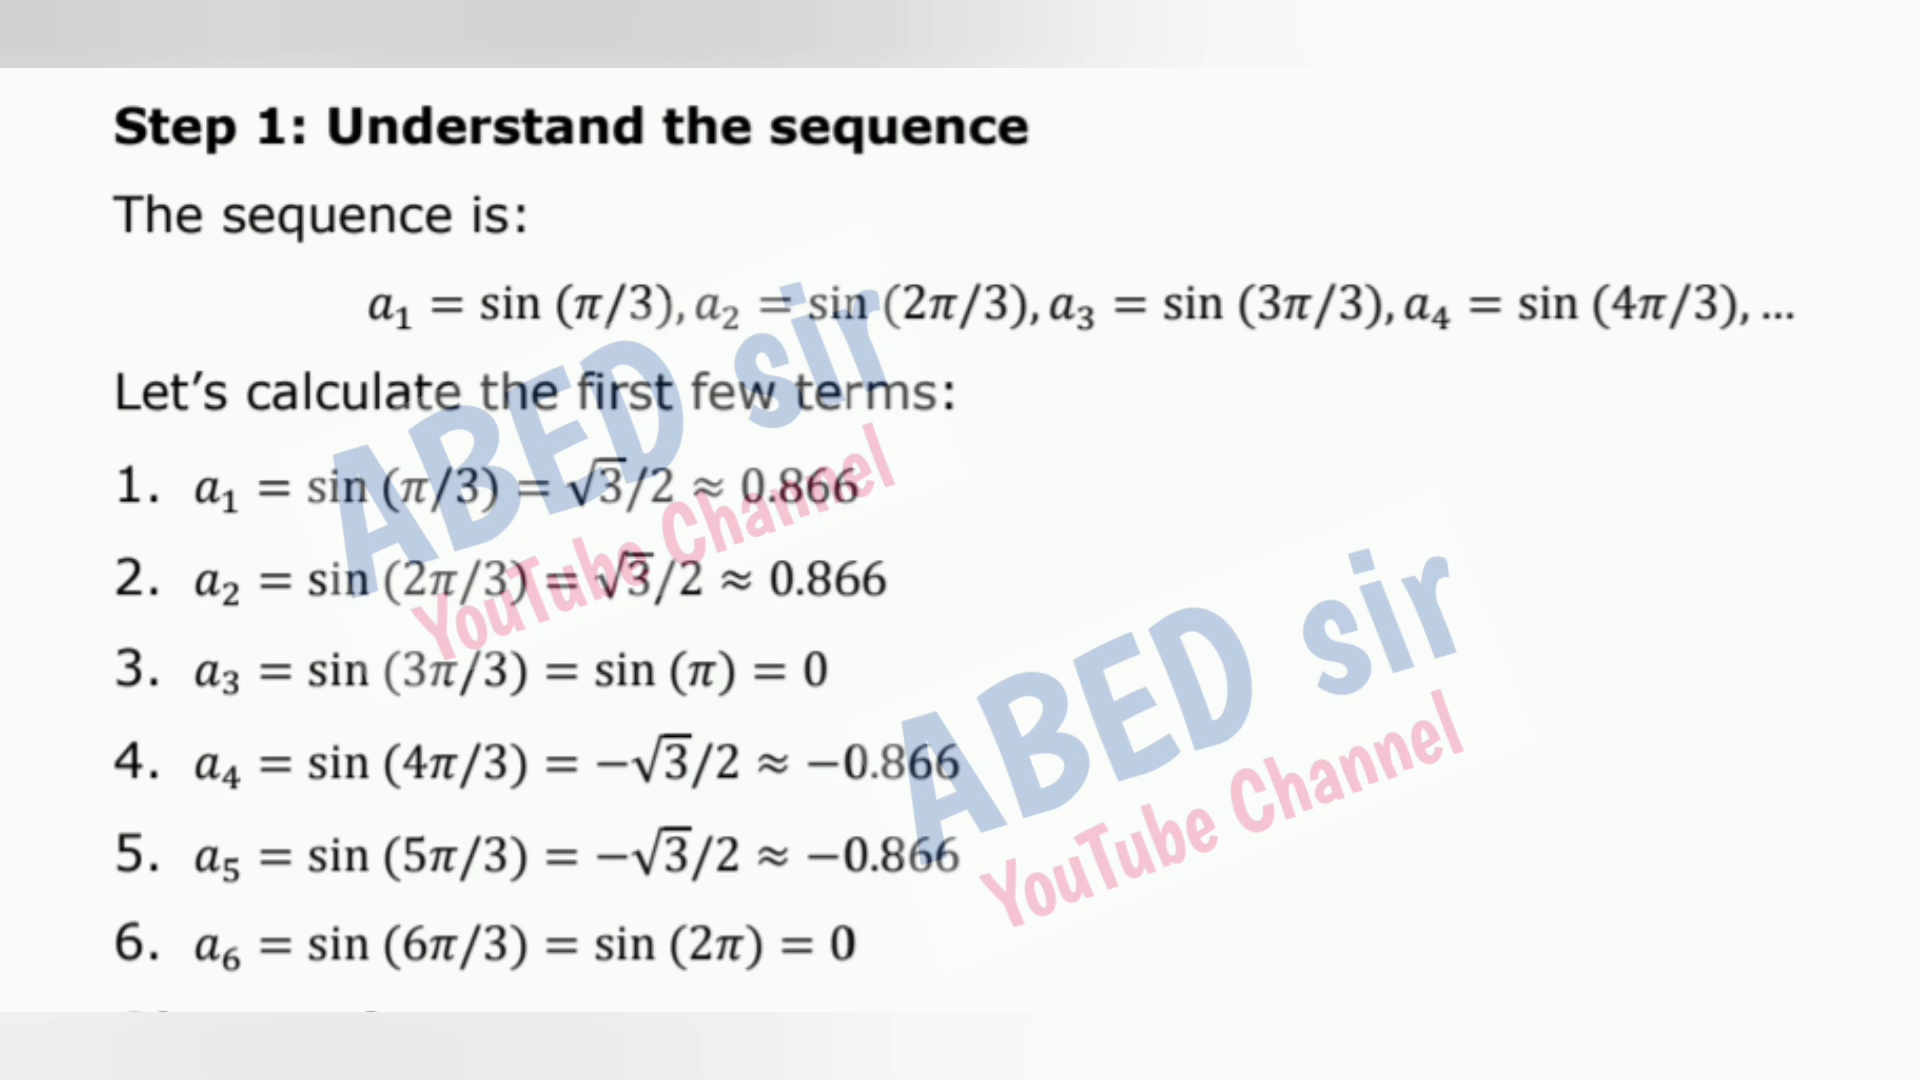 Step 1: Understand the sequence
The sequence is:
a₁ = sin (π/3), a₂ = sin (2π/3), a₃ = sin (3π/3), a₄ = sin (4π/3), ...
Let’s calculate the first few terms:
1. a₁ = sin (π/3) = √3/2 ≈ 0.866
2. a₂ = sin (2π/3) = √3/2 ≈ 0.866
3. a₃ = sin (3π/3) = sin (π) = 0
4. a₄ = sin (4π/3) = −√3/2 ≈ −0.866
5. a₅ = sin (5π/3) = −√3/2 ≈ −0.866
6. a₆ = sin (6π/3) = sin (2π) = 0
ABED sir
YouTube Channel
ABED sir
YouTube Channel